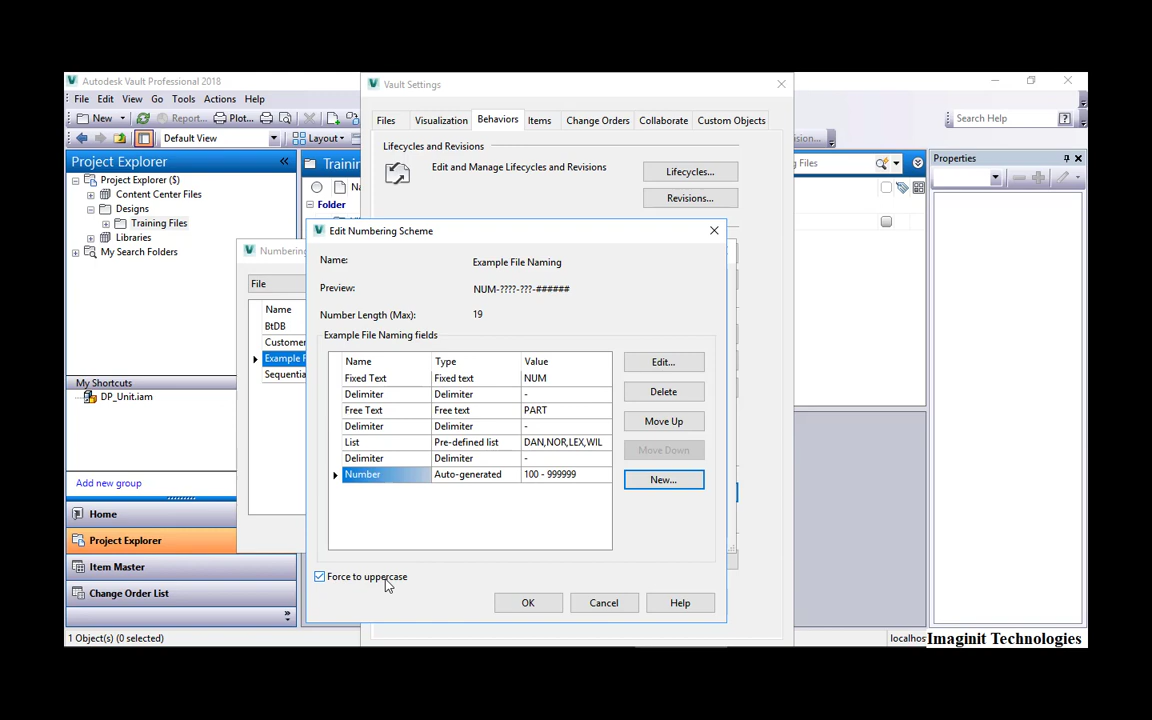 Autodesk Vault Professional 2018
File Edit View Go Tools Actions Help
New Report... Plot...
Search Help
Default View
Layout
Project Explorer
Project Explorer ($)
Content Center Files
Designs
Training Files
Libraries
My Search Folders
My Shortcuts
DP_Unit.iam
Add new group
Home
Project Explorer
Item Master
Change Order List
1 Object(s) (0 selected)
Folder
Files
Properties
Numbering
File
Name
BtDB
Sequentia
Vault Settings
Files Visualization Behaviors Items Change Orders Collaborate Custom Objects
Lifecycles and Revisions
Edit and Manage Lifecycles and Revisions
Lifecycles...
Revisions...
Edit Numbering Scheme
Name: Example File Naming
Preview: NUM-????-???-######
Number Length (Max): 19
Example File Naming fields
Name Type Value
Fixed Text Fixed text NUM
Delimiter Delimiter -
Free Text Free text PART
Delimiter Delimiter -
List Pre-defined list DAN,NOR,LEX,WIL
Delimiter Delimiter -
Number Auto-generated 100 - 999999
Edit...
Delete
Move Up
Move Down
New...
Force to uppercase
OK Cancel Help
Imaginit Technologies